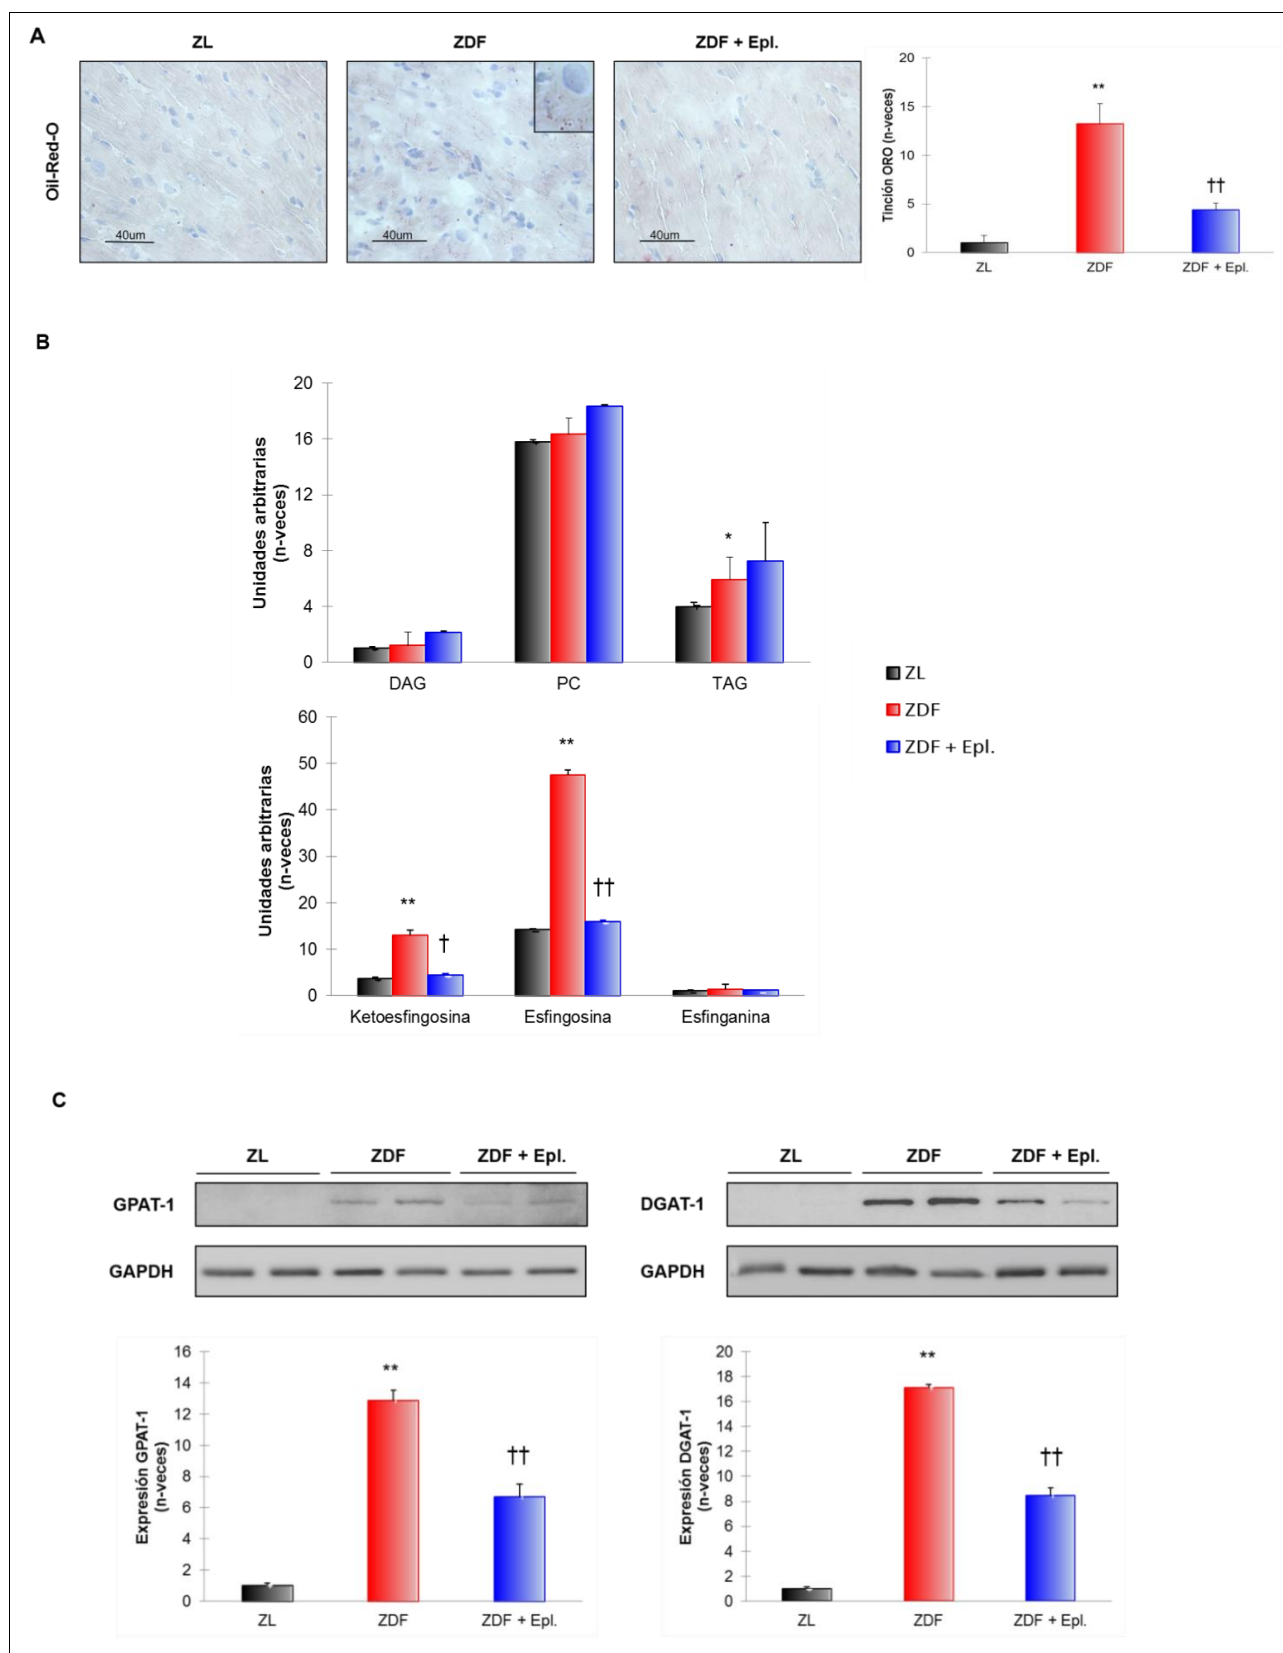 A
ZL
ZDF
ZDF + Epl.
Oil-Red-O
40um
40um
40um
Tinción ORO (n-veces)
20
15
10
5
0
**
††
ZL
ZDF
ZDF + Epl.
B
Unidades arbitrarias
(n-veces)
20
16
12
8
4
0
*
DAG
PC
TAG
ZL
ZDF
ZDF + Epl.
Unidades arbitrarias
(n-veces)
60
50
40
30
20
10
0
**
†
**
††
Ketoesfingosina
Esfingosina
Esfinganina
C
ZL
ZDF
ZDF + Epl.
GPAT-1
GAPDH
ZL
ZDF
ZDF + Epl.
DGAT-1
GAPDH
Expresión GPAT-1
(n-veces)
16
14
12
10
8
6
4
2
0
**
††
ZL
ZDF
ZDF + Epl.
Expresión DGAT-1
(n-veces)
20
18
16
14
12
10
8
6
4
2
0
**
††
ZL
ZDF
ZDF + Epl.